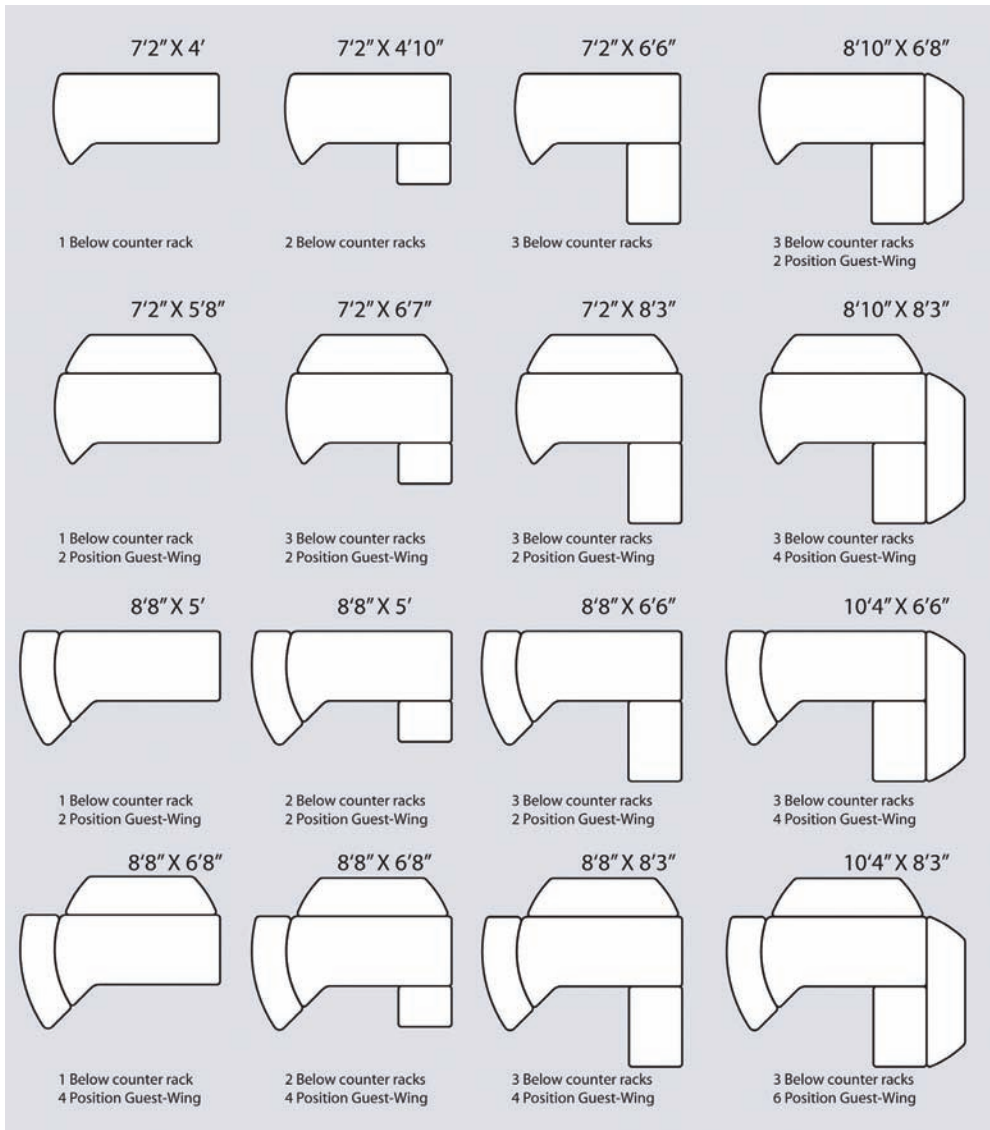 7'2" X 4'
7'2" X 4'10"
7'2" X 6'6"
8'10" X 6'8"
1 Below counter rack
2 Below counter racks
3 Below counter racks
3 Below counter racks
2 Position Guest-Wing
7'2" X 5'8"
7'2" X 6'7"
7'2" X 8'3"
8'10" X 8'3"
1 Below counter rack
2 Position Guest-Wing
3 Below counter racks
2 Position Guest-Wing
3 Below counter racks
2 Position Guest-Wing
3 Below counter racks
4 Position Guest-Wing
8'8" X 5'
8'8" X 5'
8'8" X 6'6"
10'4" X 6'6"
1 Below counter rack
2 Position Guest-Wing
2 Below counter racks
2 Position Guest-Wing
3 Below counter racks
2 Position Guest-Wing
3 Below counter racks
4 Position Guest-Wing
8'8" X 6'8"
8'8" X 6'8"
8'8" X 8'3"
10'4" X 8'3"
1 Below counter rack
4 Position Guest-Wing
2 Below counter racks
4 Position Guest-Wing
3 Below counter racks
4 Position Guest-Wing
3 Below counter racks
6 Position Guest-Wing